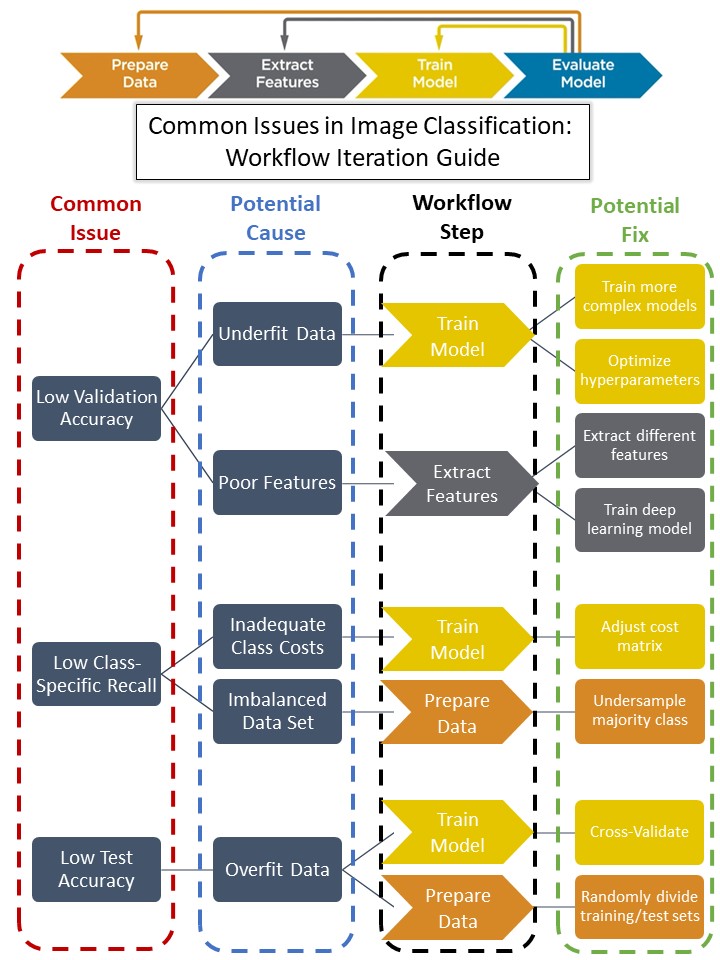 Prepare
Data
Extract
Features
Train
Model
Evaluate
Model
Common Issues in Image Classification:
Workflow Iteration Guide
Common
Issue
Potential
Cause
Workflow
Step
Potential
Fix
Low Validation
Accuracy
Underfit Data
Train
Model
Train more
complex models
Optimize
hyperparameters
Poor Features
Extract
Features
Extract different
features
Train deep
learning model
Low Class-
Specific Recall
Inadequate
Class Costs
Train
Model
Adjust cost
matrix
Imbalanced
Data Set
Prepare
Data
Undersample
majority class
Low Test
Accuracy
Overfit Data
Train
Model
Cross-Validate
Prepare
Data
Randomly divide
training/test sets